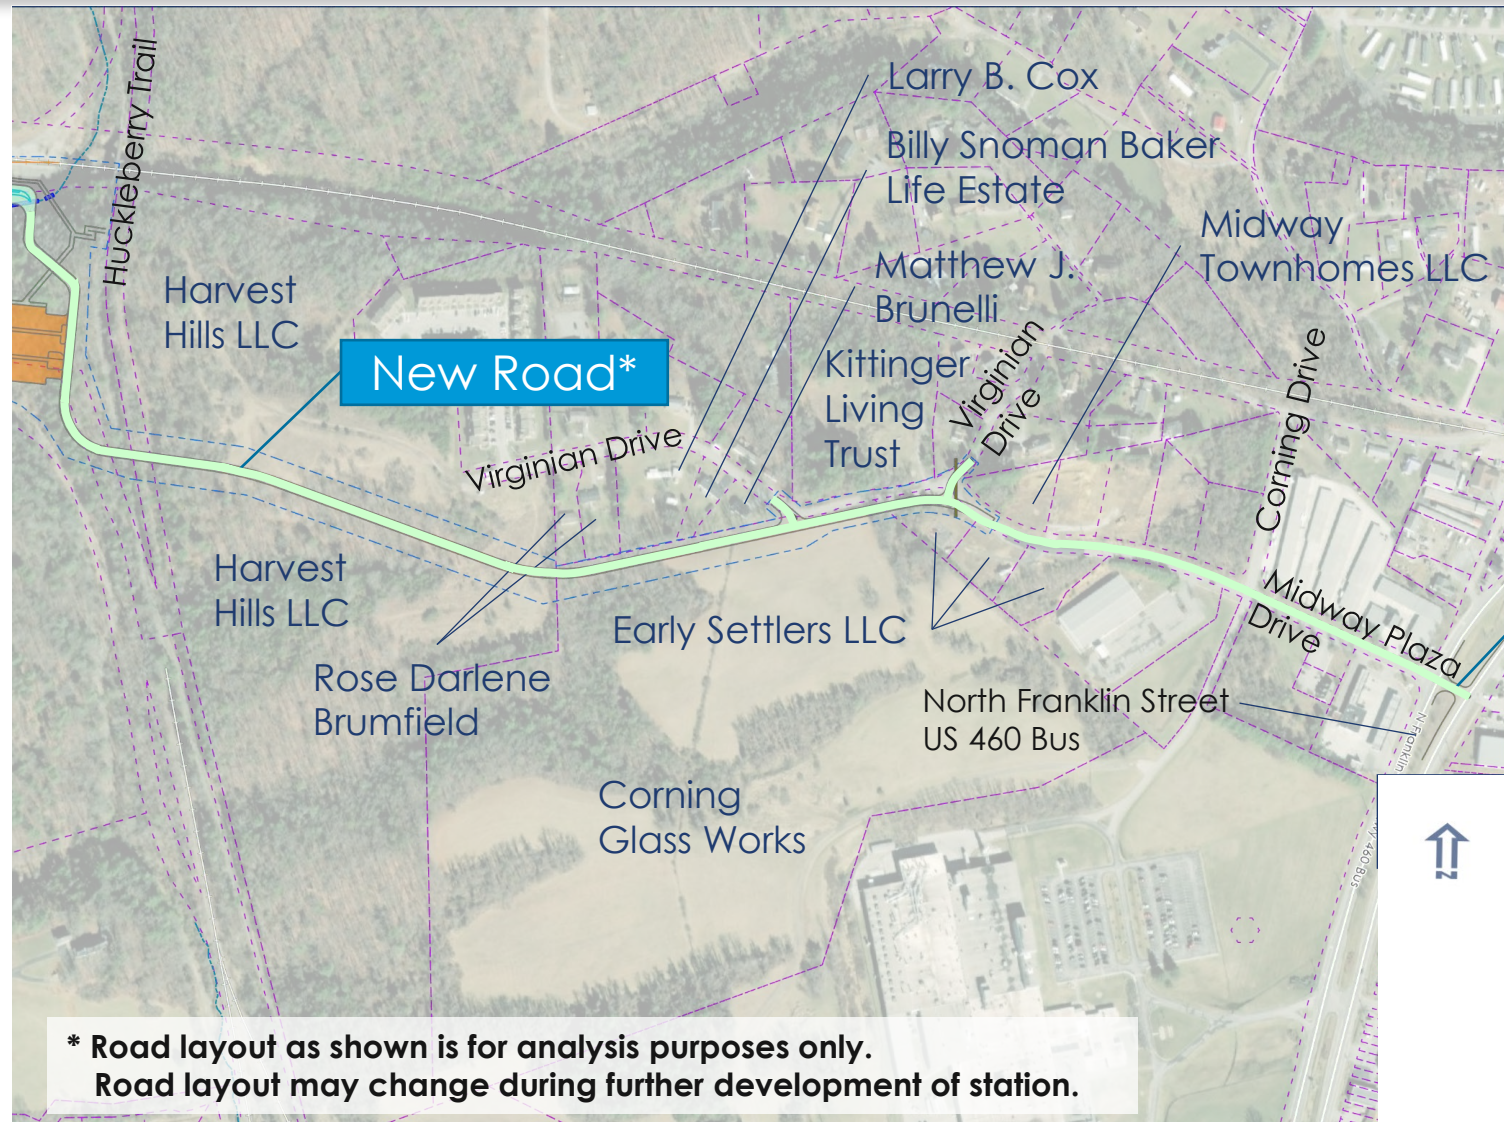 Huckleberry Trail
Larry B. Cox
Billy Snoman Baker
Life Estate
Midway
Townhomes LLC
Matthew J.
Brunelli
Harvest
Hills LLC
New Road*
Kittinger
Living
Trust
Virginian
Drive
Corning Drive
Virginian Drive
Harvest
Hills LLC
Early Settlers LLC
Midway Plaza
Drive
Rose Darlene
Brumfield
North Franklin Street
US 460 Bus
N Franklin
Corning
Glass Works
460 Bus
N
* Road layout as shown is for analysis purposes only.
Road layout may change during further development of station.